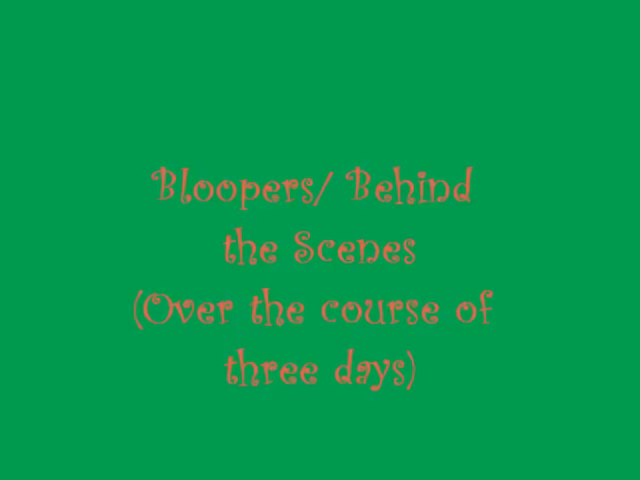 Bloopers/ Behind
the Scenes
(Over the course of
three days)